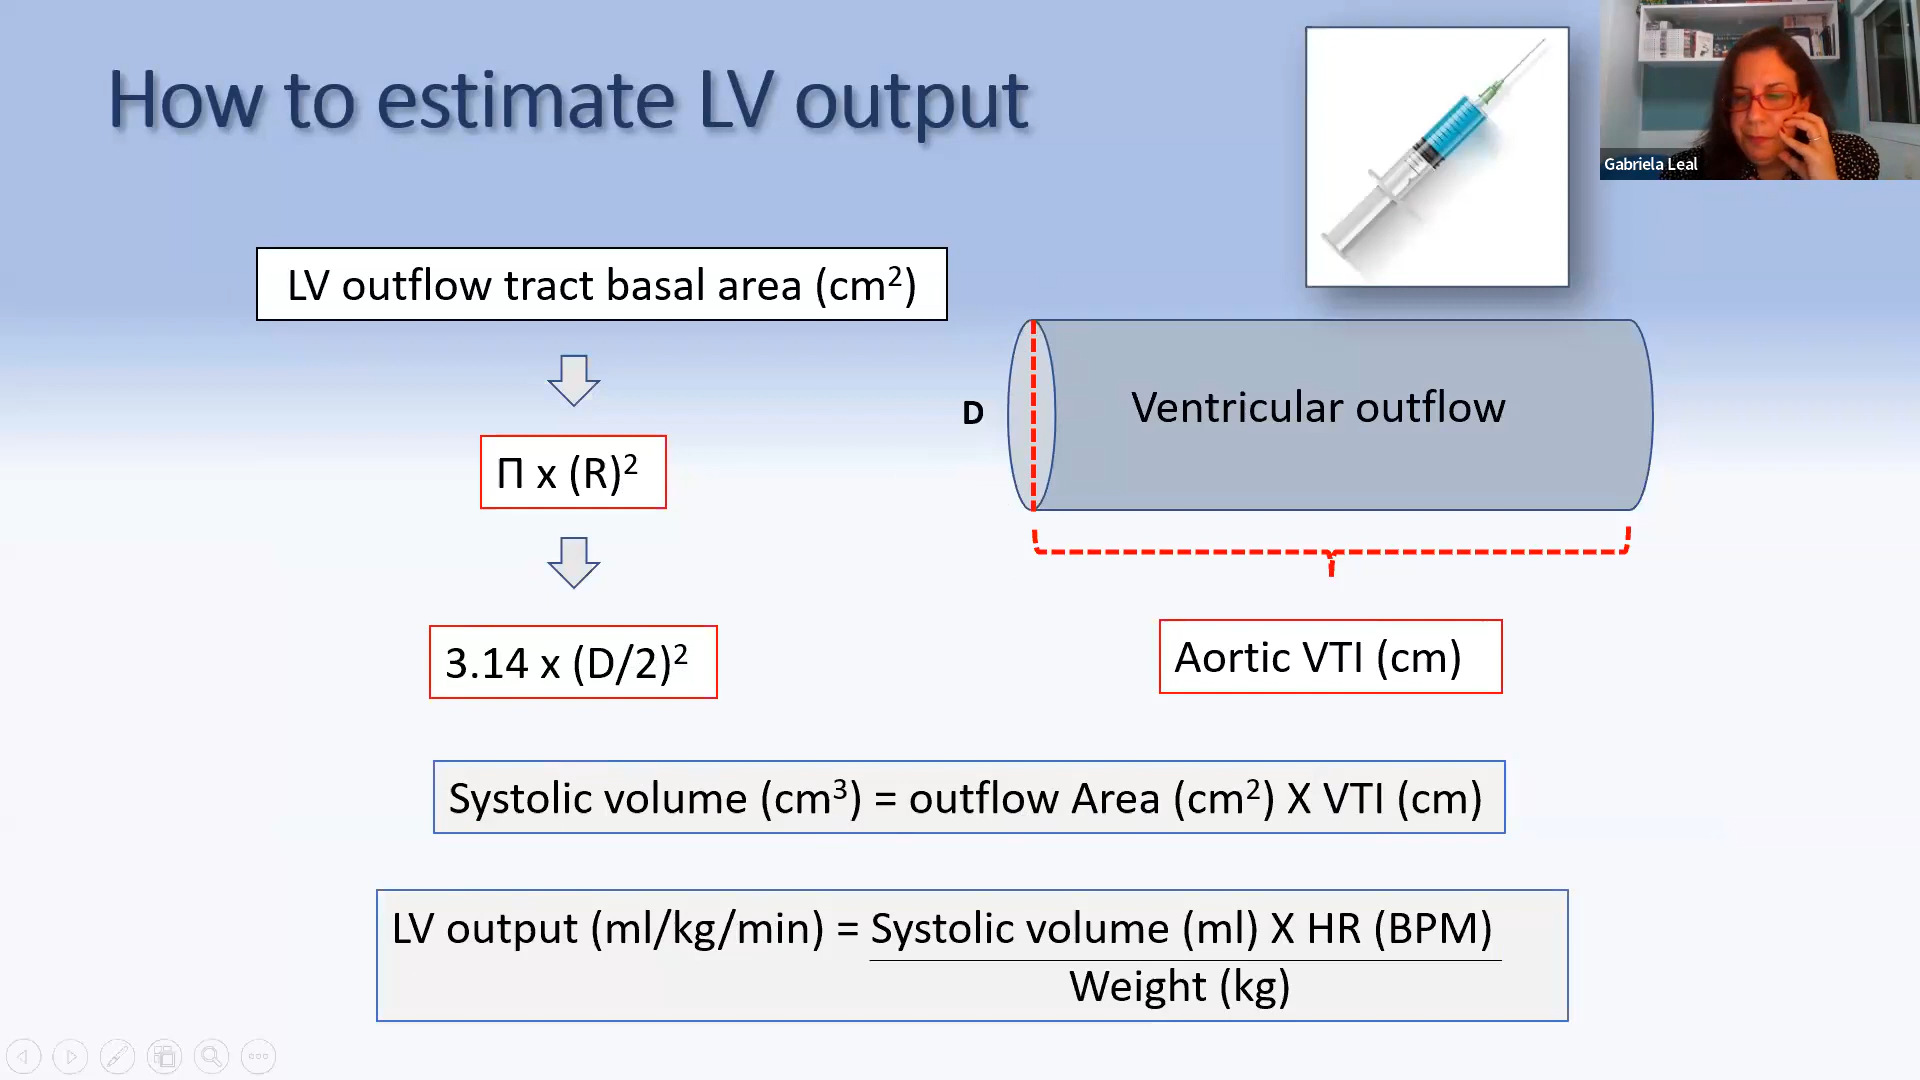 How to estimate LV output
Gabriela Leal
LV outflow tract basal area (cm²)
D
Ventricular outflow
Π x (R)²
3.14 x (D/2)²
Aortic VTI (cm)
Systolic volume (cm³) = outflow Area (cm²) X VTI (cm)
LV output (ml/kg/min) = Systolic volume (ml) X HR (BPM)
Weight (kg)